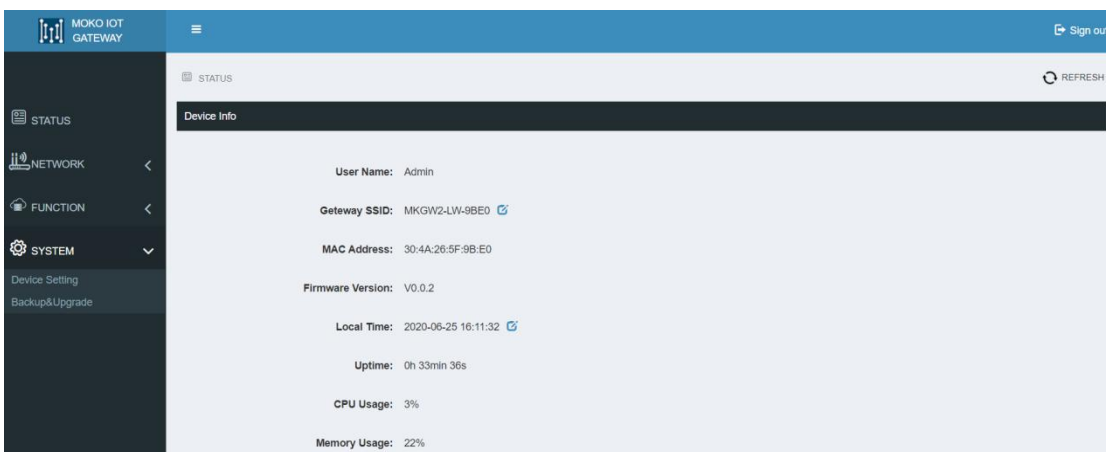 MOKO IOT
GATEWAY
Sign out
STATUS
REFRESH
STATUS
NETWORK
FUNCTION
SYSTEM
Device Setting
Backup&Upgrade
Device Info
User Name: Admin
Geteway SSID: MKGW2-LW-9BE0
MAC Address: 30:4A:26:5F:9B:E0
Firmware Version: V0.0.2
Local Time: 2020-06-25 16:11:32
Uptime: 0h 33min 36s
CPU Usage: 3%
Memory Usage: 22%